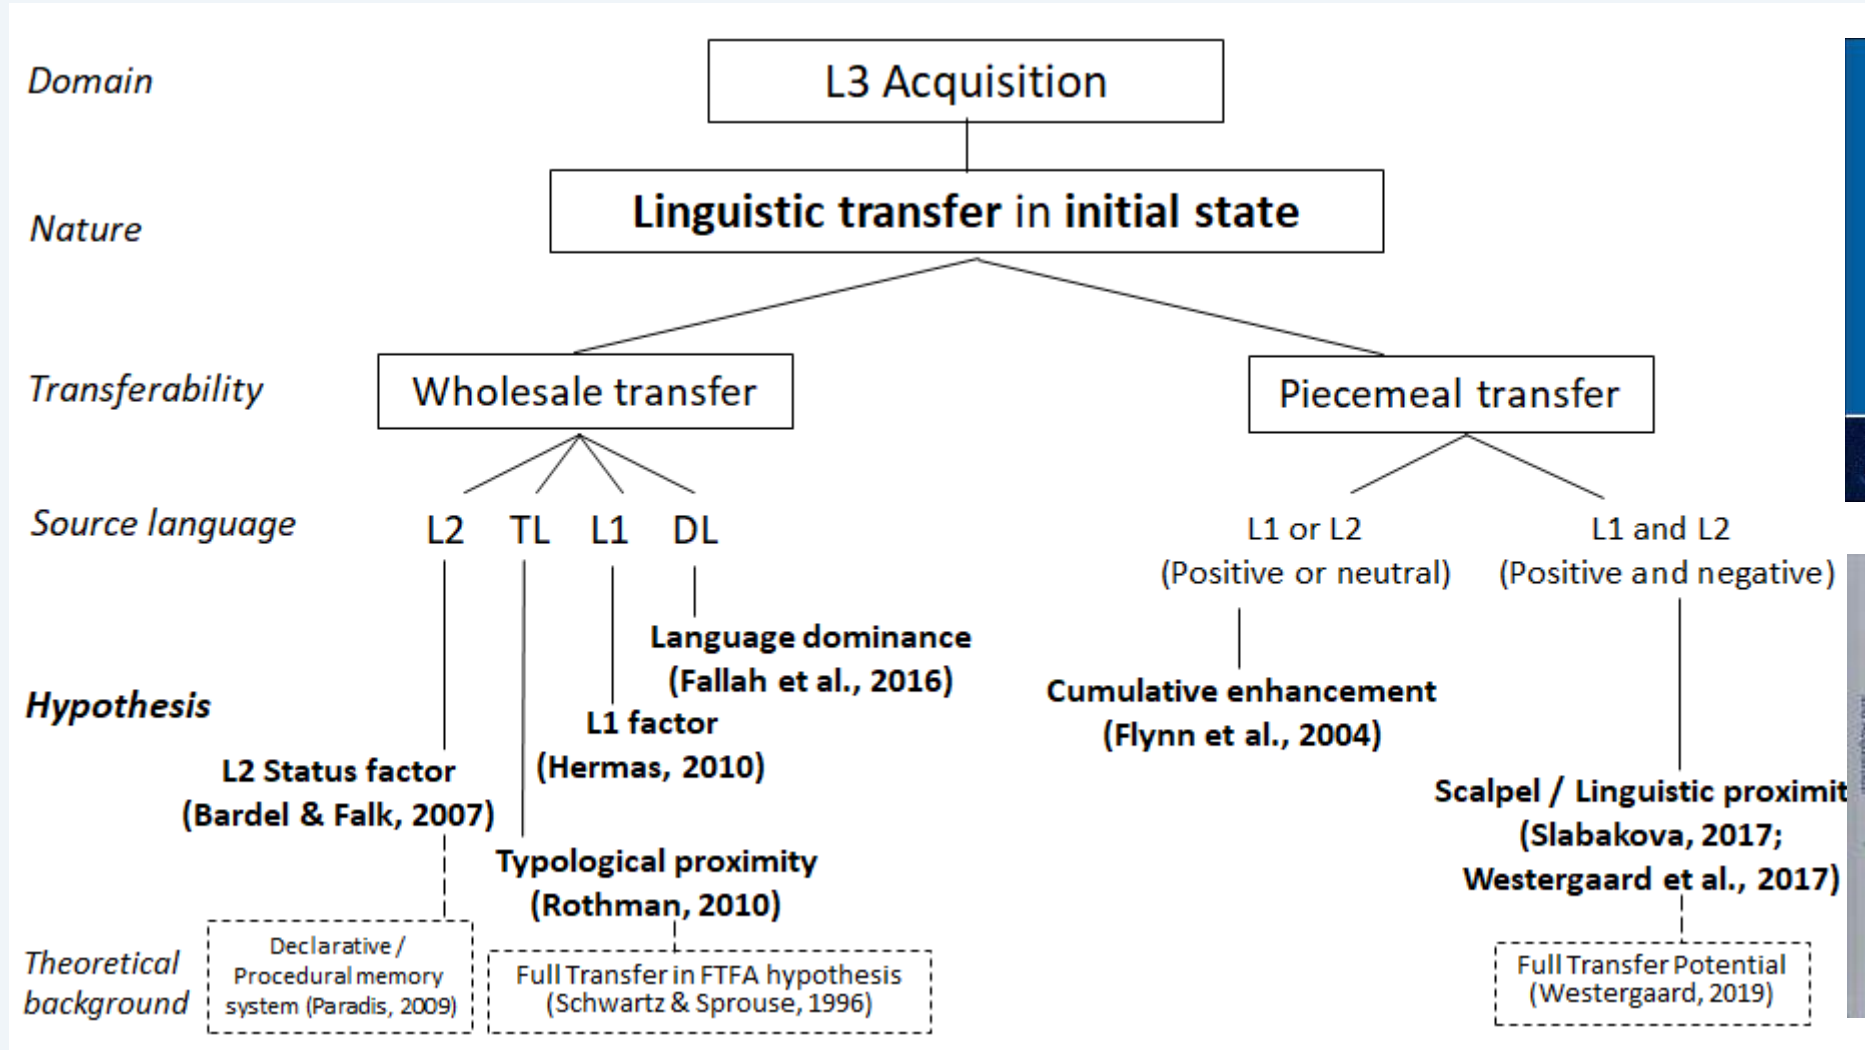 Domain
L3 Acquisition
Nature
Linguistic transfer in initial state
Transferability
Wholesale transfer
Piecemeal transfer
Source language
L2 TL L1 DL
L1 or L2
(Positive or neutral)
L1 and L2
(Positive and negative)
Hypothesis
Language dominance
(Fallah et al., 2016)
L1 factor
(Hermas, 2010)
L2 Status factor
(Bardel & Falk, 2007)
Typological proximity
(Rothman, 2010)
Cumulative enhancement
(Flynn et al., 2004)
Scalpel / Linguistic proximit
(Slabakova, 2017;
Westergaard et al., 2017)
Theoretical
background
Declarative /
Procedural memory
system (Paradis, 2009)
Full Transfer in FTFA hypothesis
(Schwartz & Sprouse, 1996)
Full Transfer Potential
(Westergaard, 2019)